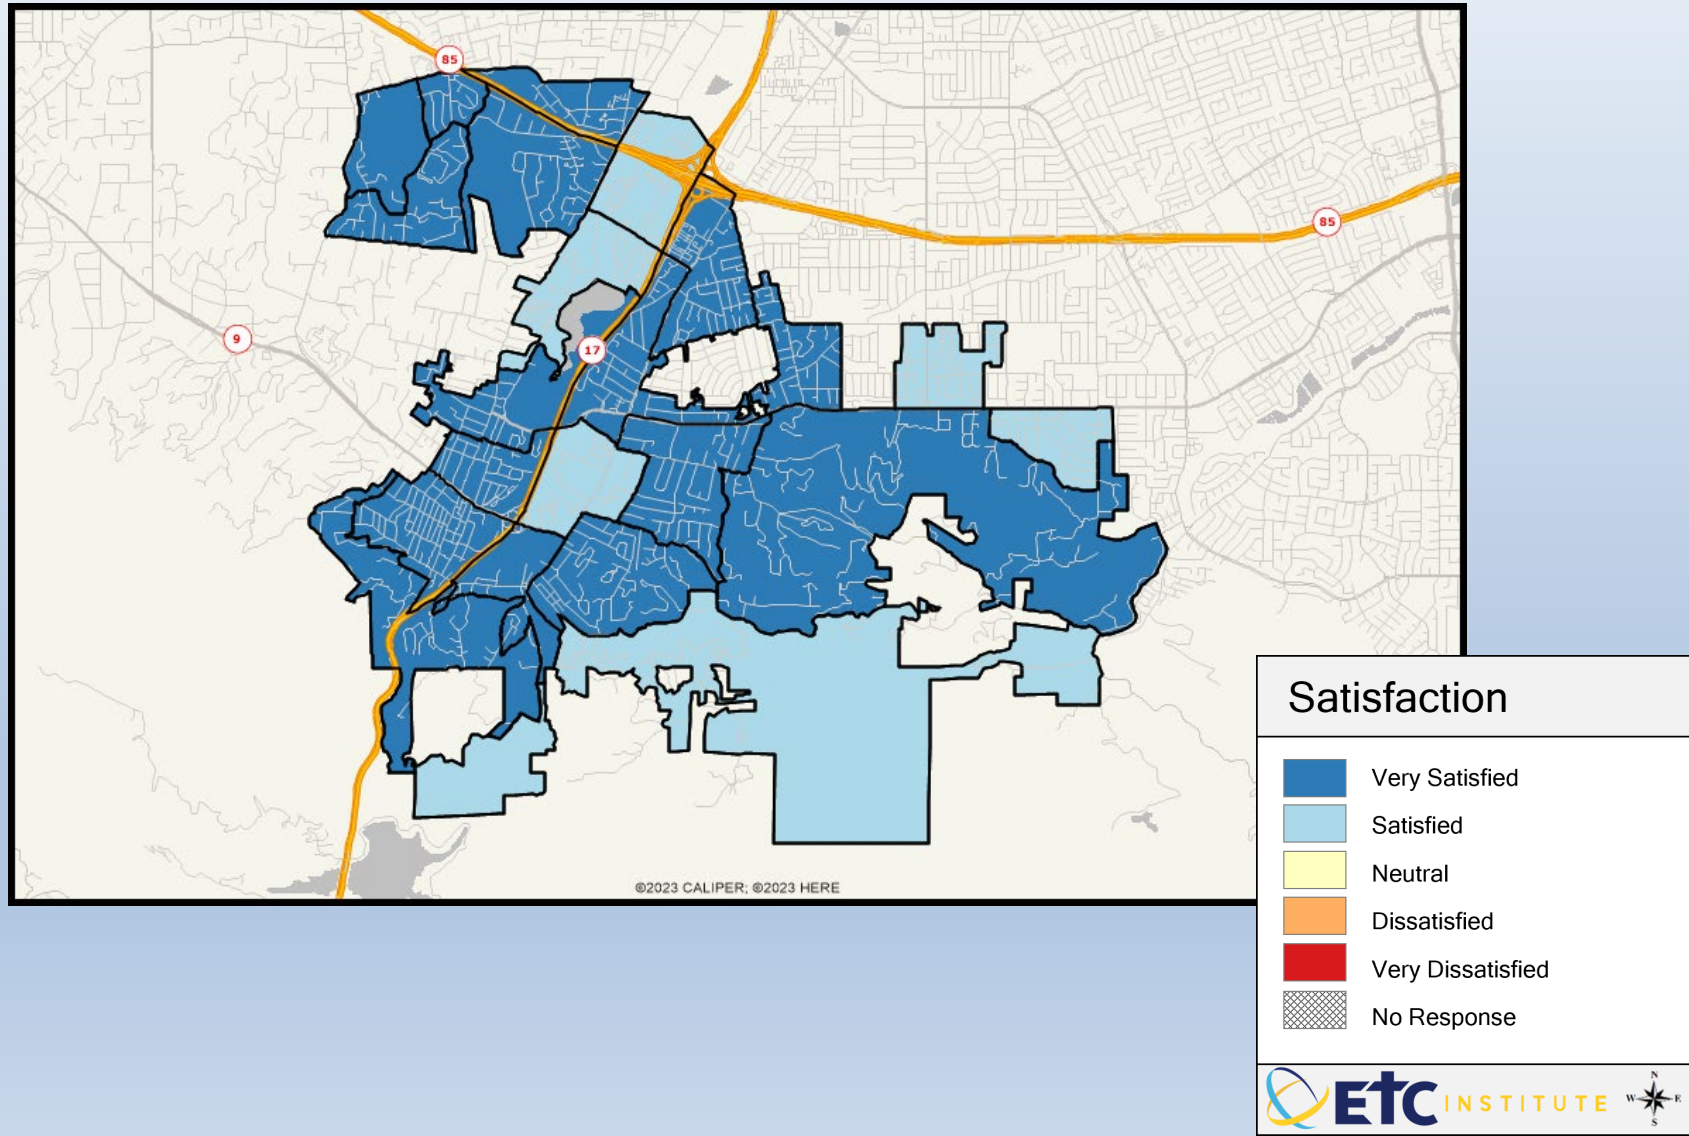 85
85
9
17
©2023 CALIPER; ©2023 HERE
Satisfaction
Very Satisfied
Satisfied
Neutral
Dissatisfied
Very Dissatisfied
No Response
ETC INSTITUTE
N
W E
S